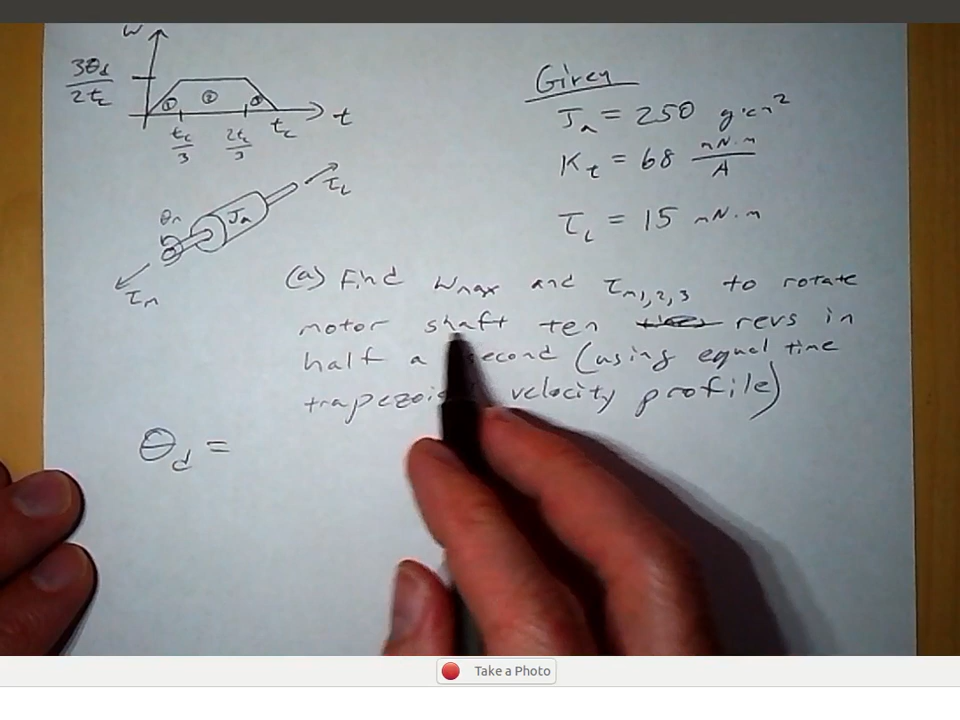 ω
3θd
2tc
① ② ③
t
tc
3
2tc
3
tc
τL
θm
Jm
τm
Given
Jm = 250 g·cm²
Kt = 68 mN·m
A
τL = 15 mN·m
(a) Find ωmax and τm1,2,3 to rotate
motor shaft ten revs in
half a second (using equal time
velocity profile)
θd =
Take a Photo